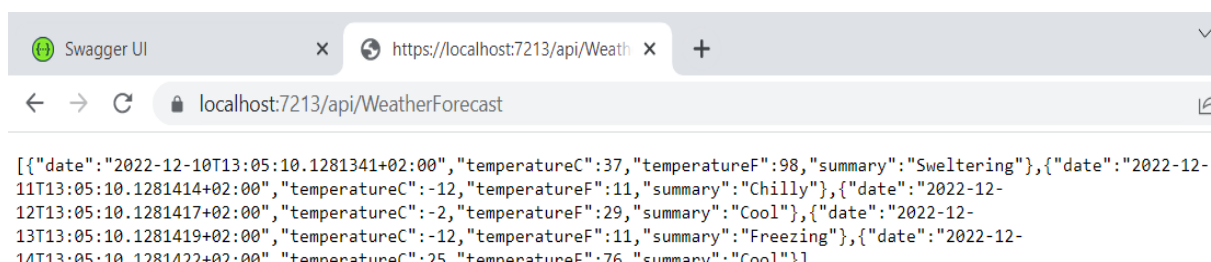 Swagger UI
https://localhost:7213/api/Weath
localhost:7213/api/WeatherForecast
[{"date":"2022-12-10T13:05:10.1281341+02:00","temperatureC":37,"temperatureF":98,"summary":"Sweltering"},{"date":"2022-12-
11T13:05:10.1281414+02:00","temperatureC":-12,"temperatureF":11,"summary":"Chilly"},{"date":"2022-12-
12T13:05:10.1281417+02:00","temperatureC":-2,"temperatureF":29,"summary":"Cool"},{"date":"2022-12-
13T13:05:10.1281419+02:00","temperatureC":-12,"temperatureF":11,"summary":"Freezing"},{"date":"2022-12-
14T13:05:10.1281422+02:00","temperatureC":25,"temperatureF":76,"summary":"Cool"}]